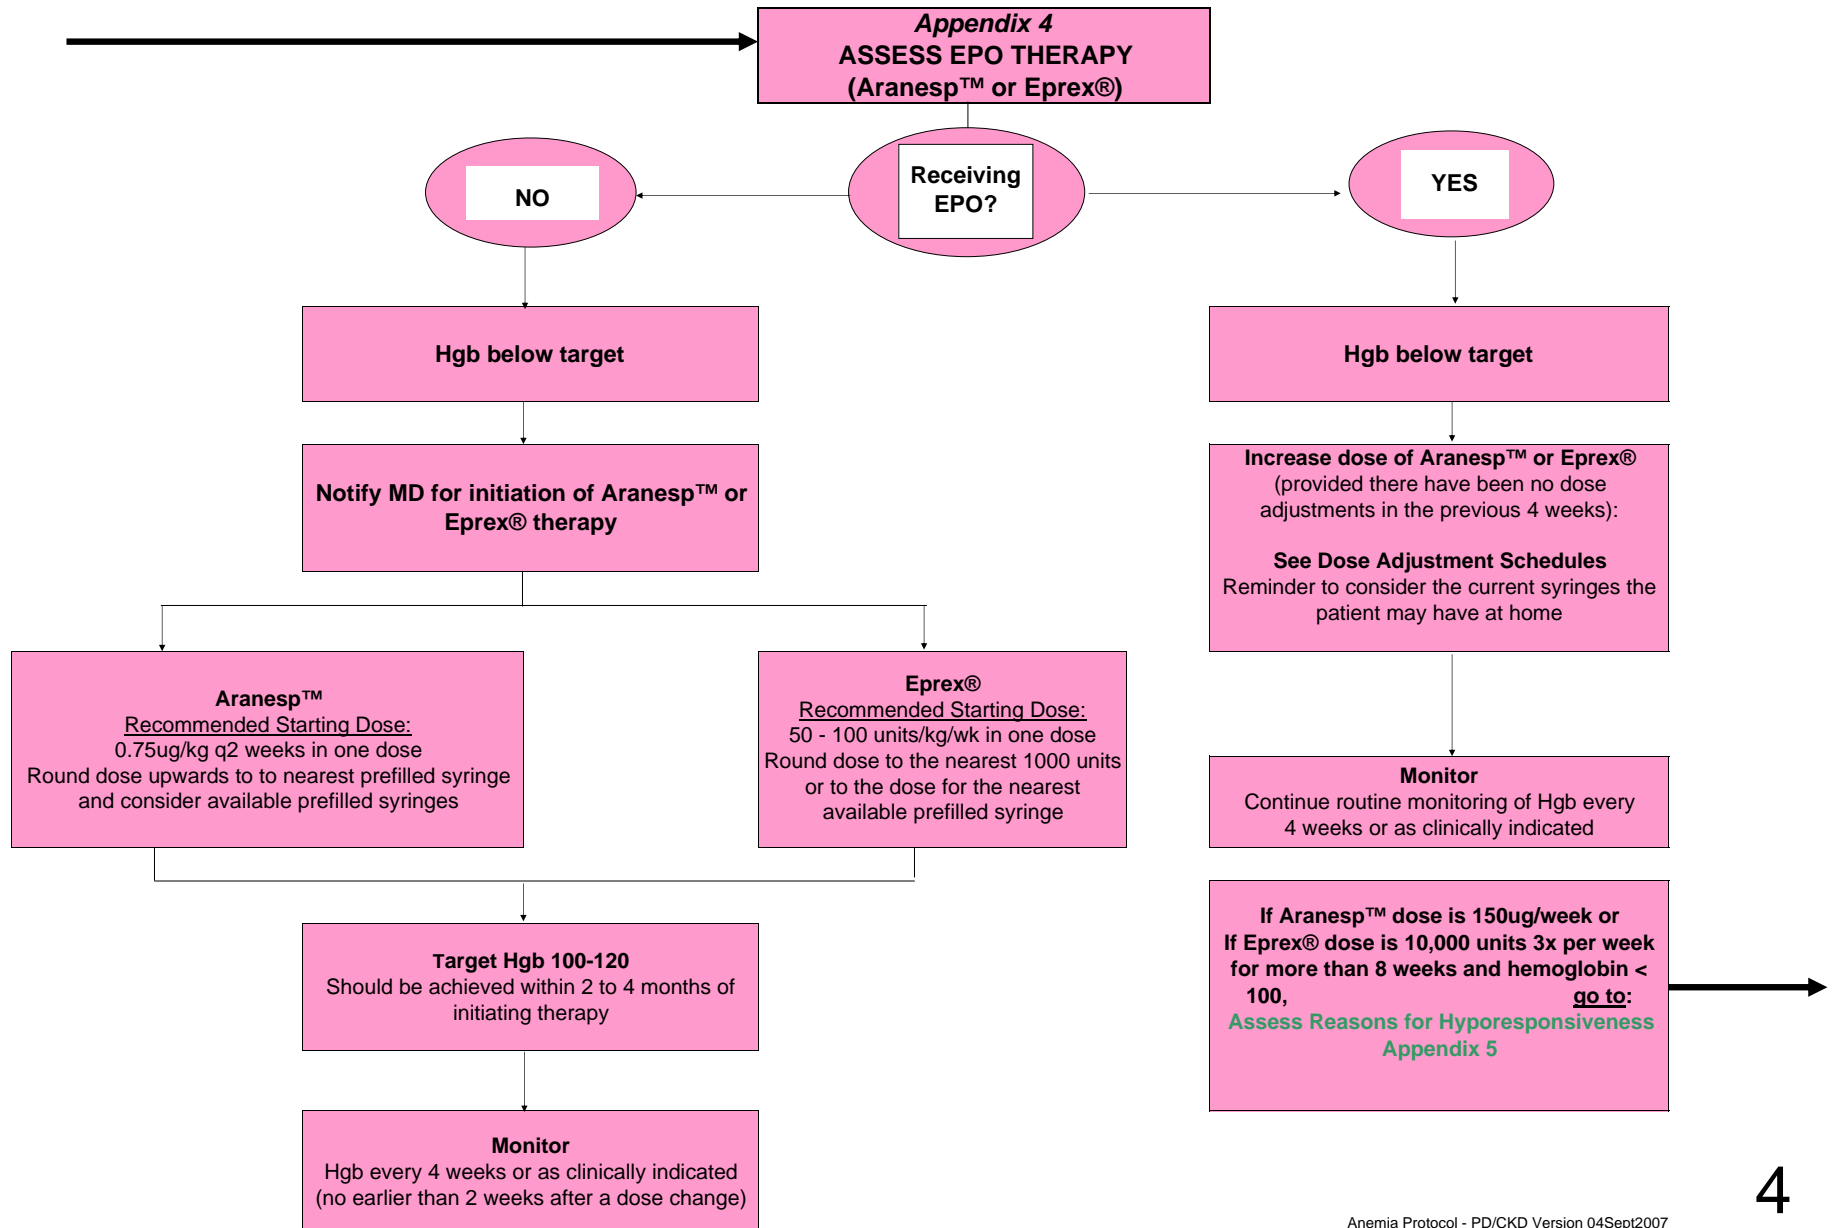 Appendix 4
ASSESS EPO THERAPY
(Aranesp™ or Eprex®)
Receiving
EPO?
NO
YES
Hgb below target
Notify MD for initiation of Aranesp™ or
Eprex® therapy
Aranesp™
Recommended Starting Dose:
0.75ug/kg q2 weeks in one dose
Round dose upwards to to nearest prefilled syringe
and consider available prefilled syringes
Eprex®
Recommended Starting Dose:
50 - 100 units/kg/wk in one dose
Round dose to the nearest 1000 units
or to the dose for the nearest
available prefilled syringe
Target Hgb 100-120
Should be achieved within 2 to 4 months of
initiating therapy
Monitor
Hgb every 4 weeks or as clinically indicated
(no earlier than 2 weeks after a dose change)
Hgb below target
Increase dose of Aranesp™ or Eprex®
(provided there have been no dose
adjustments in the previous 4 weeks):
See Dose Adjustment Schedules
Reminder to consider the current syringes the
patient may have at home
Monitor
Continue routine monitoring of Hgb every
4 weeks or as clinically indicated
If Aranesp™ dose is 150ug/week or
If Eprex® dose is 10,000 units 3x per week
for more than 8 weeks and hemoglobin <
100, go to:
Assess Reasons for Hyporesponsiveness
Appendix 5
4
Anemia Protocol - PD/CKD Version 04Sept2007